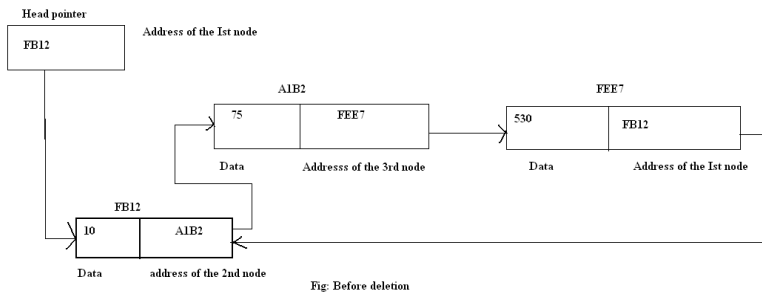 Head pointer
FB12
Address of the Ist node
A1B2
75
FEE7
Data
Addresss of the 3rd node
FEE7
530
FB12
Data
Address of the Ist node
FB12
10
A1B2
Data
address of the 2nd node
Fig: Before deletion